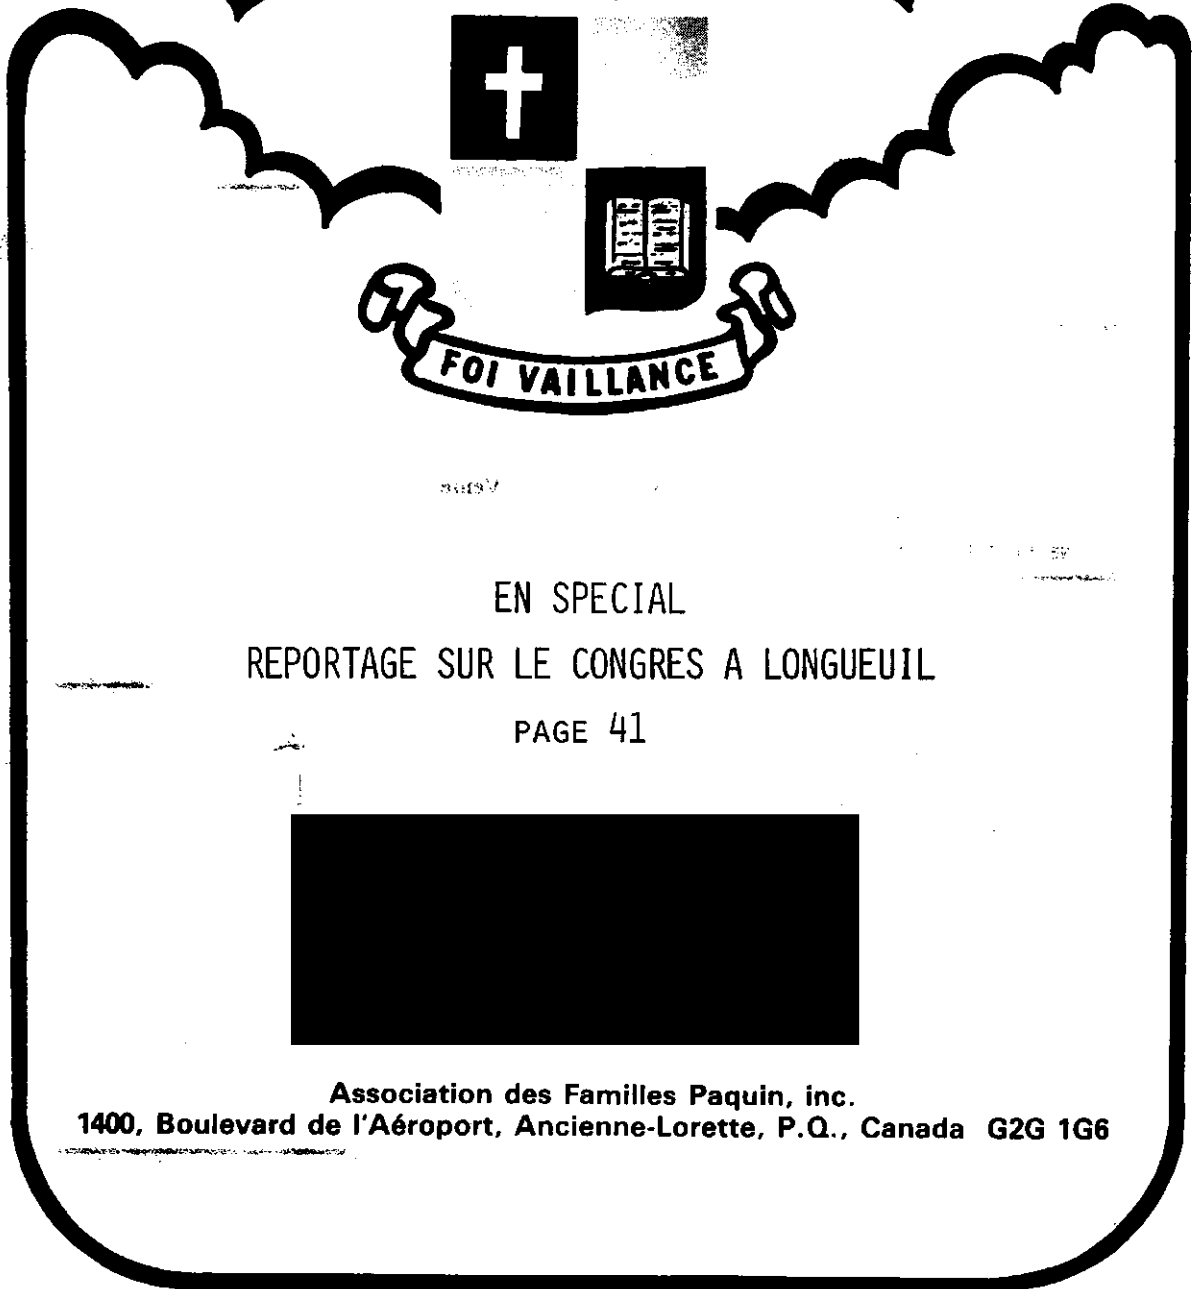 FOI VAILLANCE
EN SPECIAL
REPORTAGE SUR LE CONGRES A LONGUEUIL
PAGE 41
Association des Familles Paquin, inc.
1400, Boulevard de l'Aéroport, Ancienne-Lorette, P.Q., Canada G2G 1G6